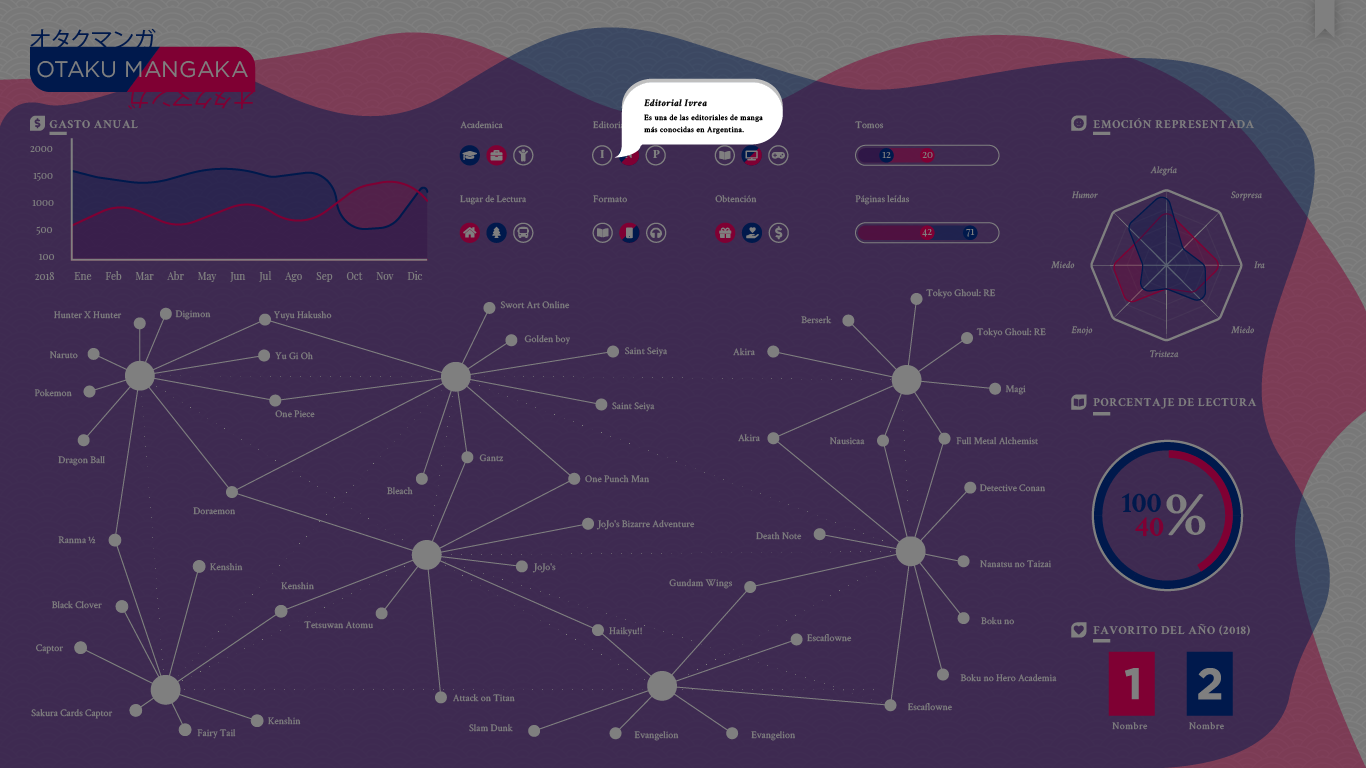 オタクマンガ
OTAKU MANGAKA
Editorial Ivrea
Es una de las editoriales de manga
más conocidas en Argentina.
GASTO ANUAL
2000
1500
1000
500
100
2018 Ene Feb Mar Abr May Jun Jul Ago Sep Oct Nov Dic
Academica
I P
Tomos
12 20
Lugar de Lectura
Formato
Obtención
$
Páginas leídas
42 71
EMOCIÓN REPRESENTADA
Alegría
Humor
Sorpresa
Miedo
Ira
Enojo
Miedo
Tristeza
Hunter X Hunter
Digimon
Yuyu Hakusho
Naruto
Yu Gi Oh
Pokemon
One Piece
Dragon Ball
Doraemon
Swort Art Online
Golden boy
Saint Seiya
Saint Seiya
Gantz
Bleach
One Punch Man
Tokyo Ghoul: RE
Berserk
Tokyo Ghoul: RE
Akira
Magi
Akira
Nausicaa
Full Metal Alchemist
Detective Conan
JoJo's Bizarre Adventure
Death Note
JoJo's
Nanatsu no Taizai
Gundam Wings
Boku no
Ranma ½
Kenshin
Kenshin
Black Clover
Tetsuwan Atomu
Haikyu!!
Escaflowne
Captor
Boku no Hero Academia
Attack on Titan
Escaflowne
Sakura Cards Captor
Kenshin
Fairy Tail
Slam Dunk
Evangelion
Evangelion
PORCENTAJE DE LECTURA
100
40
%
FAVORITO DEL AÑO (2018)
1 2
Nombre Nombre